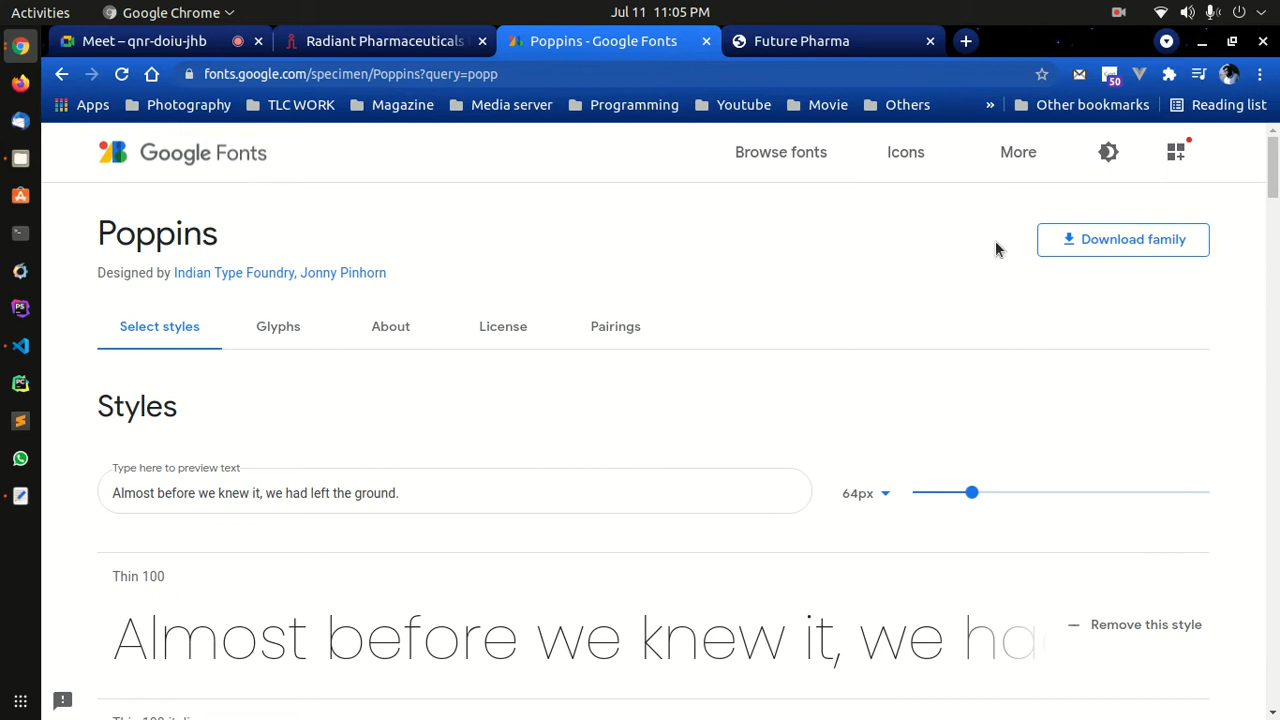 Activities
Google Chrome
Jul 11 11:05 PM
Meet – qnr-doiu-jhb
Radiant Pharmaceuticals
Poppins - Google Fonts
Future Pharma
fonts.google.com/specimen/Poppins?query=popp
50
Apps
Photography
TLC WORK
Magazine
Media server
Programming
Youtube
Movie
Others
»
Other bookmarks
Reading list
Google Fonts
Browse fonts
Icons
More
Poppins
Download family
Designed by Indian Type Foundry, Jonny Pinhorn
Select styles
Glyphs
About
License
Pairings
Styles
Type here to preview text
Almost before we knew it, we had left the ground.
64px
Thin 100
Almost before we knew it, we had
Remove this style